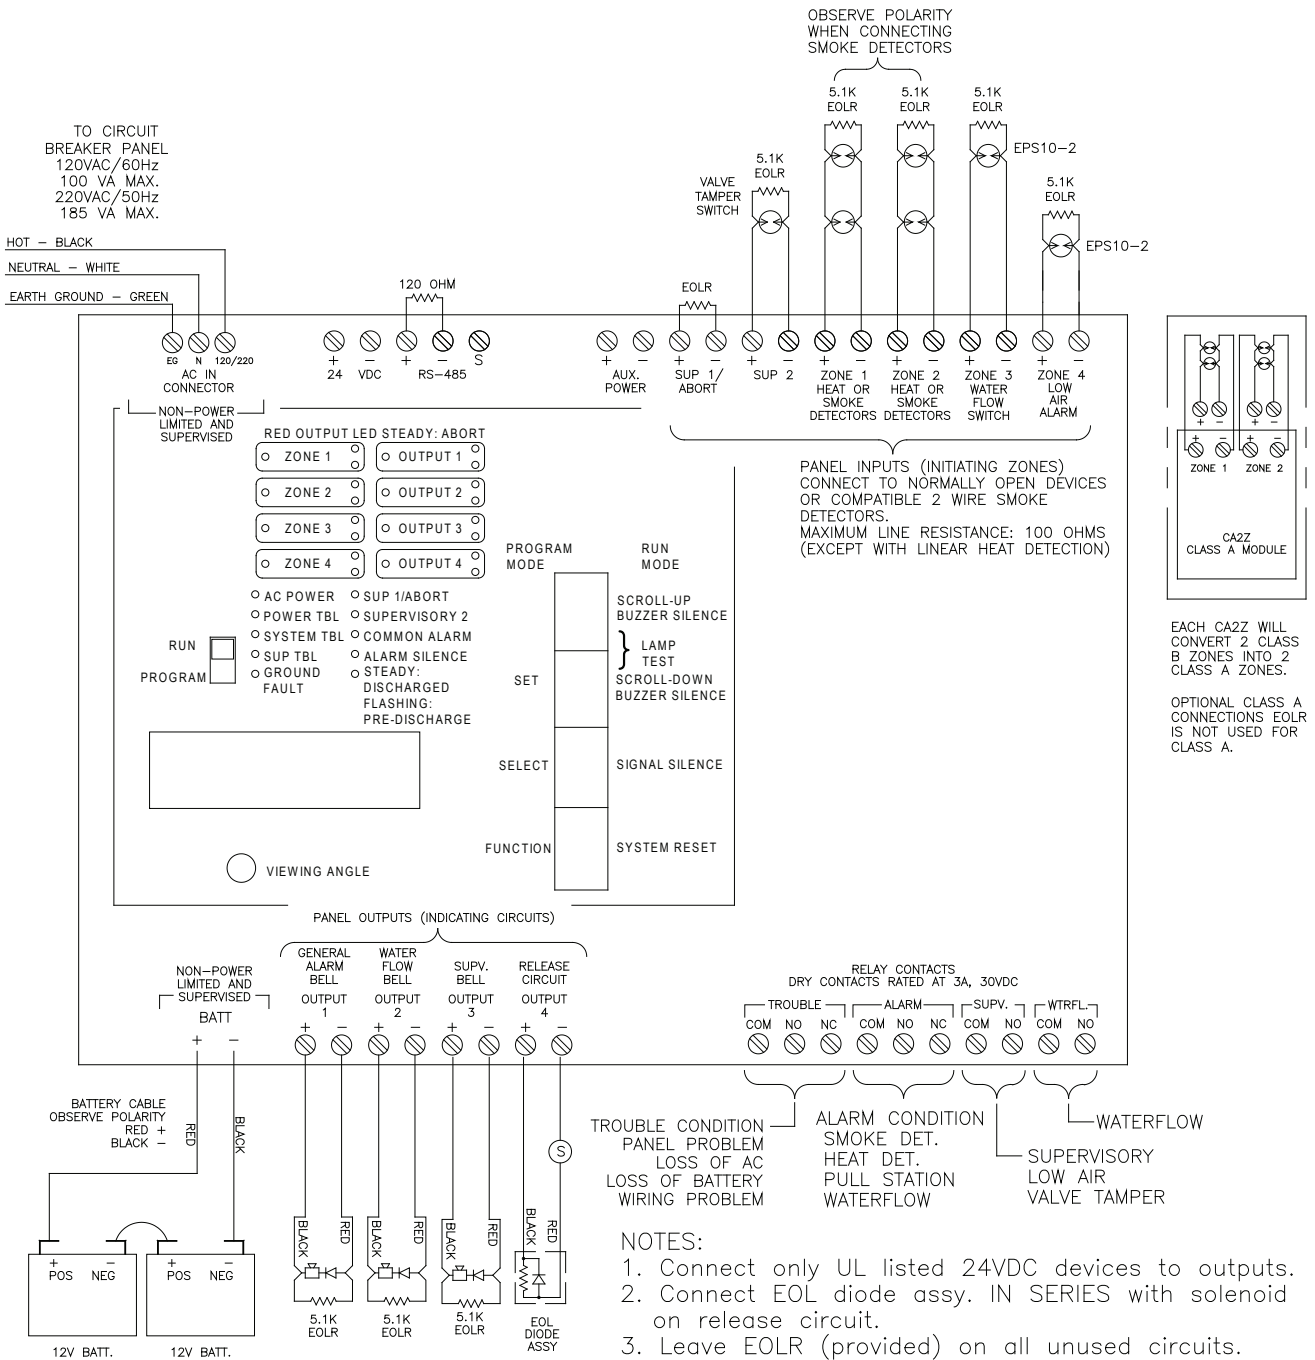 OBSERVE POLARITY
WHEN CONNECTING
SMOKE DETECTORS
5.1K
EOLR
5.1K
EOLR
5.1K
EOLR
EPS10-2
TO CIRCUIT
BREAKER PANEL
120VAC/60Hz
100 VA MAX.
220VAC/50Hz
185 VA MAX.
5.1K
EOLR
VALVE
TAMPER
SWITCH
5.1K
EOLR
EPS10-2
HOT - BLACK
NEUTRAL - WHITE
EARTH GROUND - GREEN
120 OHM
EOLR
EG N 120/220
AC IN
CONNECTOR
NON-POWER
LIMITED AND
SUPERVISED
+ -
24 VDC
+ - S
RS-485
+ -
AUX.
POWER
+ -
SUP 1/
ABORT
+ -
SUP 2
+ -
ZONE 1
HEAT OR
SMOKE
DETECTORS
+ -
ZONE 2
HEAT OR
SMOKE
DETECTORS
+ -
ZONE 3
WATER
FLOW
SWITCH
+ -
ZONE 4
LOW
AIR
ALARM
PANEL INPUTS (INITIATING ZONES)
CONNECT TO NORMALLY OPEN DEVICES
OR COMPATIBLE 2 WIRE SMOKE
DETECTORS.
MAXIMUM LINE RESISTANCE: 100 OHMS
(EXCEPT WITH LINEAR HEAT DETECTION)
+ - + -
+ - + -
ZONE 1 ZONE 2
CA2Z
CLASS A MODULE
EACH CA2Z WILL
CONVERT 2 CLASS
B ZONES INTO 2
CLASS A ZONES.
OPTIONAL CLASS A
CONNECTIONS EOLR
IS NOT USED FOR
CLASS A.
RED OUTPUT LED STEADY: ABORT
ZONE 1 OUTPUT 1
ZONE 2 OUTPUT 2
ZONE 3 OUTPUT 3
ZONE 4 OUTPUT 4
AC POWER SUP 1/ABORT
POWER TBL SUPERVISORY 2
SYSTEM TBL COMMON ALARM
SUP TBL ALARM SILENCE
GROUND
FAULT
STEADY:
DISCHARGED
FLASHING:
PRE-DISCHARGE
RUN
PROGRAM
PROGRAM
MODE
RUN
MODE
SCROLL-UP
BUZZER SILENCE
LAMP
TEST
SET
SCROLL-DOWN
BUZZER SILENCE
SELECT
SIGNAL SILENCE
FUNCTION
SYSTEM RESET
VIEWING ANGLE
PANEL OUTPUTS (INDICATING CIRCUITS)
NON-POWER
LIMITED AND
SUPERVISED
BATT
+ -
GENERAL
ALARM
BELL
OUTPUT
1
+ -
WATER
FLOW
BELL
OUTPUT
2
+ -
SUPV.
BELL
OUTPUT
3
+ -
RELEASE
CIRCUIT
OUTPUT
4
+ -
RELAY CONTACTS
DRY CONTACTS RATED AT 3A, 30VDC
TROUBLE ALARM SUPV. WTRFL.
COM NO NC COM NO NC COM NO COM NO
BATTERY CABLE
OBSERVE POLARITY
RED +
BLACK -
RED
BLACK
TROUBLE CONDITION
PANEL PROBLEM
LOSS OF AC
LOSS OF BATTERY
WIRING PROBLEM
ALARM CONDITION
SMOKE DET.
HEAT DET.
PULL STATION
WATERFLOW
SUPERVISORY
LOW AIR
VALVE TAMPER
WATERFLOW
S
BLACK
RED
BLACK
RED
BLACK
RED
BLACK
RED
+ -
POS NEG
12V BATT.
+ -
POS NEG
12V BATT.
5.1K
EOLR
5.1K
EOLR
5.1K
EOLR
EOL
DIODE
ASSY
NOTES:
1. Connect only UL listed 24VDC devices to outputs.
2. Connect EOL diode assy. IN SERIES with solenoid
on release circuit.
3. Leave EOLR (provided) on all unused circuits.